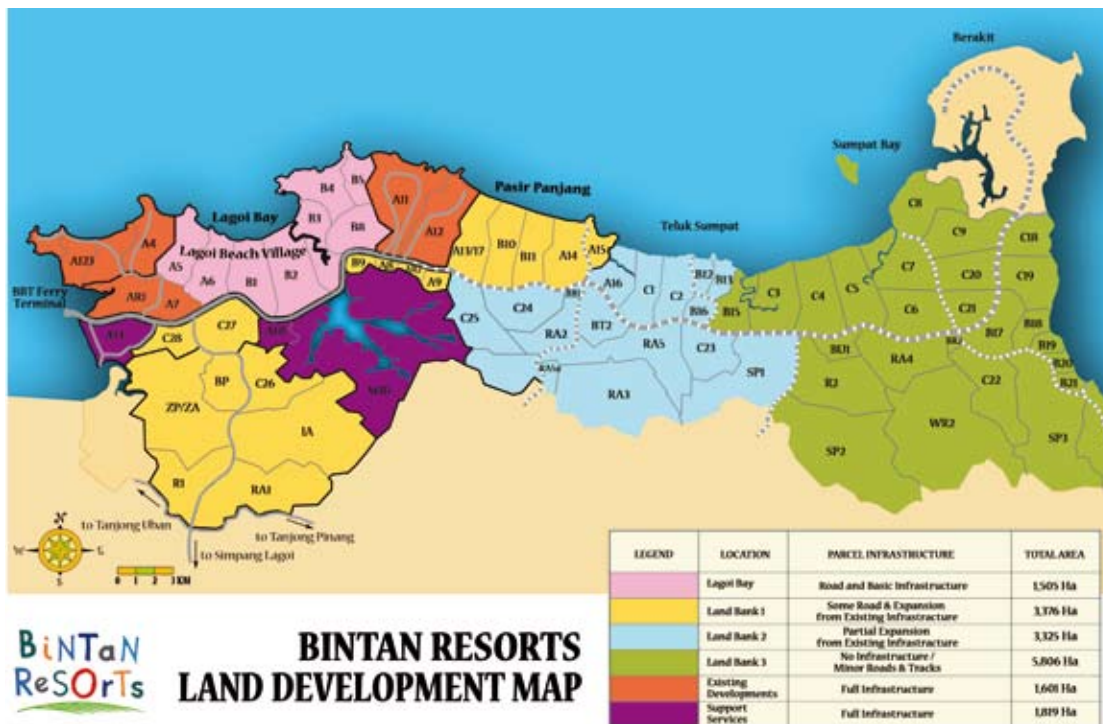 Berakit
Sumpat Bay
Pasir Panjang
Lagoi Bay
Teluk Sumpat
Lagoi Beach Village
BRT Ferry
Terminal
B4
B5
B3
B8
A11
A12
A4
A123
A5
A6
B1
B2
A7
A13/17
B10
B11
A14
A15
B9
A9
A16
C1
C2
B12
B13
B16
B15
C3
C4
C5
C6
C7
C8
C9
C18
C19
C20
C21
B17
B18
B19
B20
B21
C22
C23
C24
C25
C26
C27
C28
BT2
RA2
RA5
RA3
SP1
R2
RA4
WR2
SP2
SP3
BP
ZP/ZA
IA
R1
RA1
to Tanjong Uban
to Tanjong Pinang
to Simpang Lagoi
N
W
E
S
0 1 2 3 KM
LEGEND LOCATION PARCEL INFRASTRUCTURE TOTAL AREA
Lagoi Bay Road and Basic Infrastructure 1,505 Ha
Land Bank 1 Some Road & Expansion from Existing Infrastructure 3,376 Ha
Land Bank 2 Partial Expansion from Existing Infrastructure 3,325 Ha
Land Bank 3 No Infrastructure / Minor Roads & Tracks 5,806 Ha
Existing Developments Full Infrastructure 1,601 Ha
Support Services Full Infrastructure 1,819 Ha
BiNTaN
ReSOrTs
BINTAN RESORTS
LAND DEVELOPMENT MAP